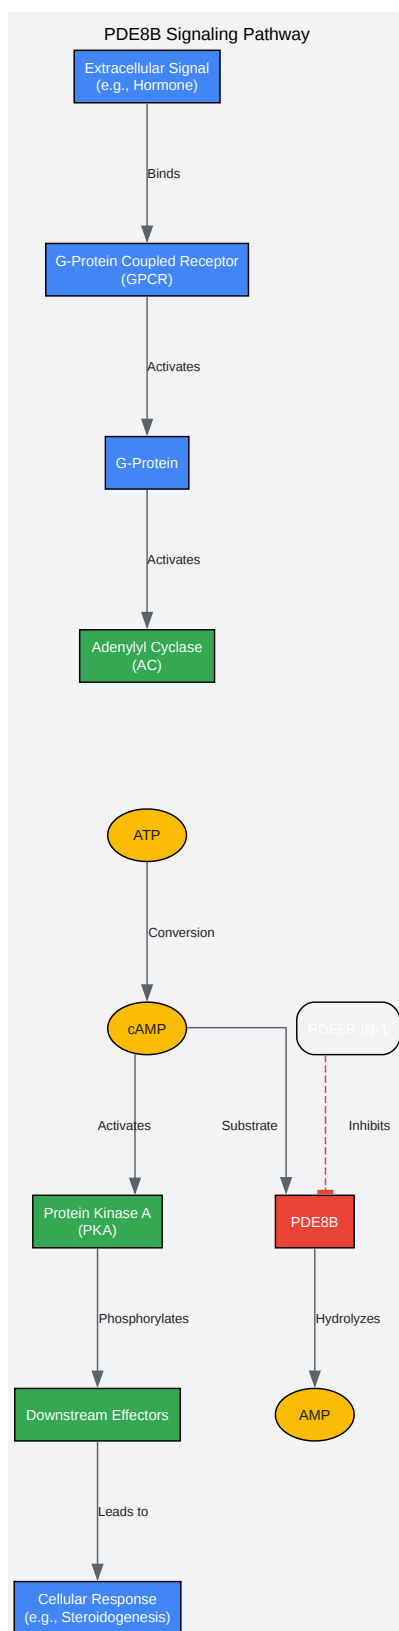 PDE8B Signaling Pathway
Extracellular Signal
(e.g., Hormone)
Binds
G-Protein Coupled Receptor
(GPCR)
Activates
G-Protein
Activates
Adenylyl Cyclase
(AC)
ATP
Conversion
cAMP
PDE8B-IN-1
Activates
Substrate
Inhibits
Protein Kinase A
(PKA)
PDE8B
Phosphorylates
Hydrolyzes
Downstream Effectors
AMP
Leads to
Cellular Response
(e.g., Steroidogenesis)